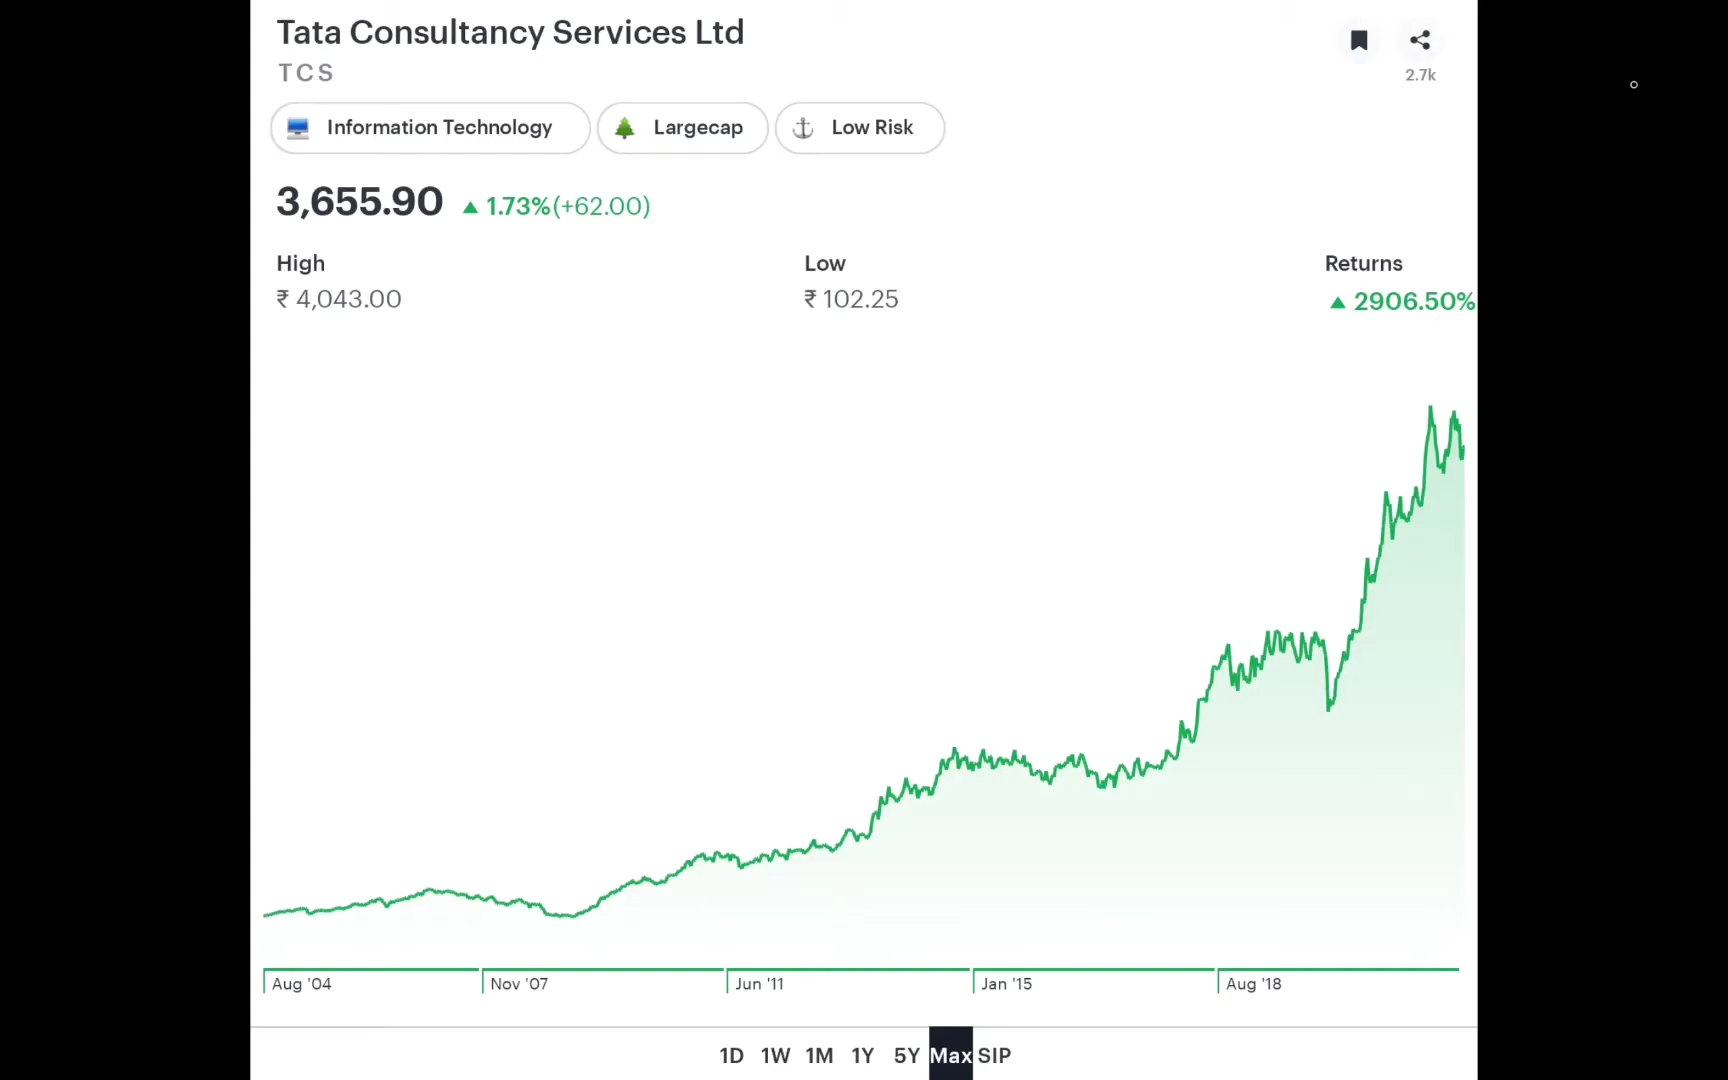 Tata Consultancy Services Ltd
TCS
2.7k
Information Technology Largecap Low Risk
3,655.90 ▲ 1.73%(+62.00)
High Low Returns
₹ 4,043.00 ₹ 102.25 ▲ 2906.50%
Aug '04 Nov '07 Jun '11 Jan '15 Aug '18
1D 1W 1M 1Y 5Y Max SIP